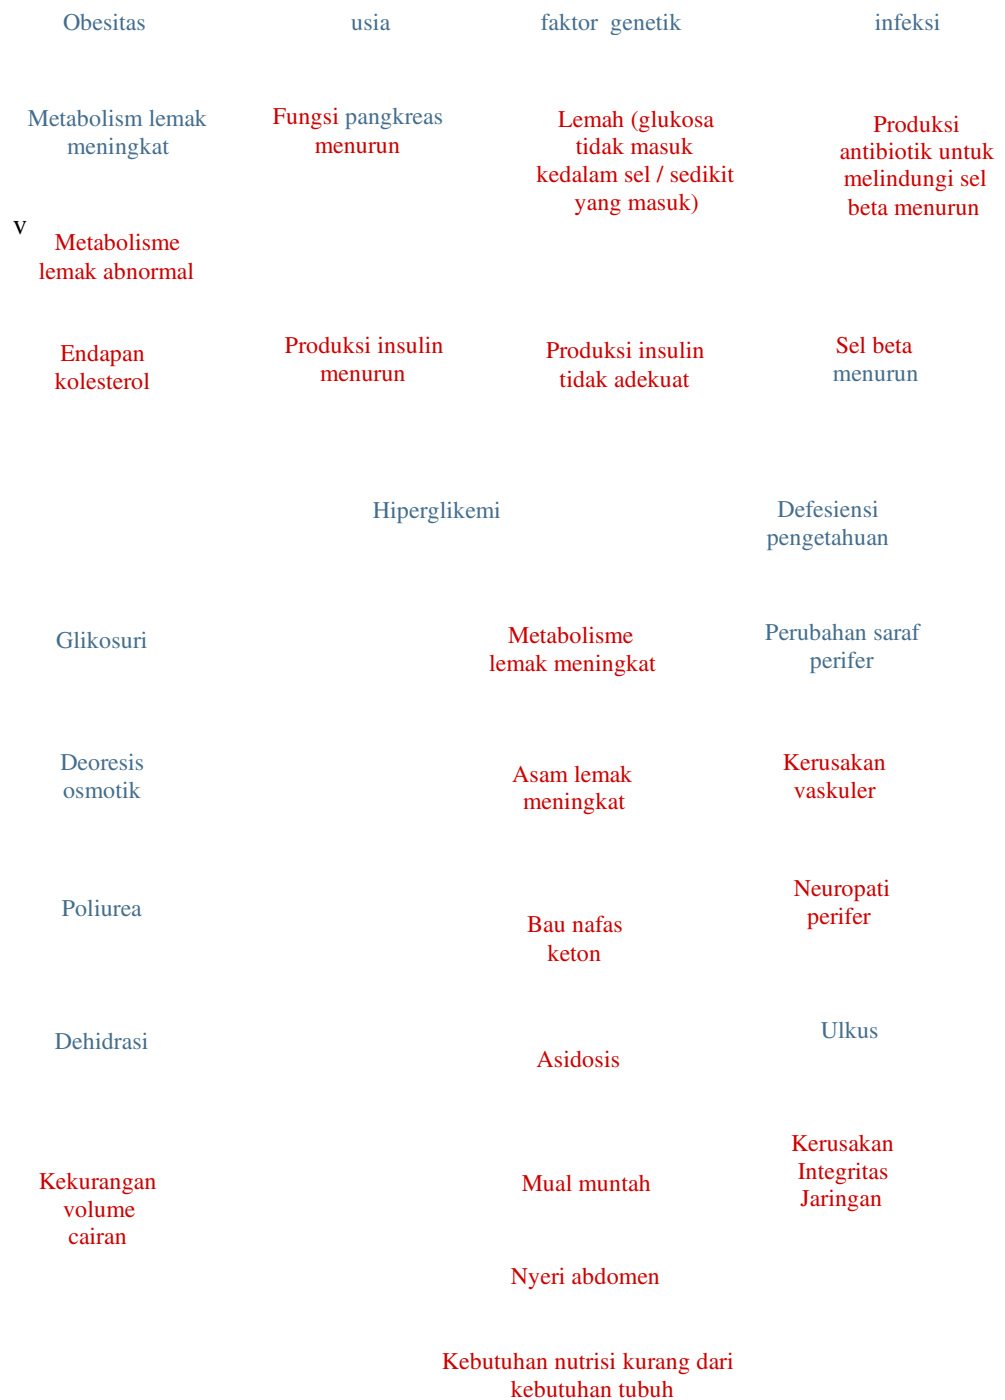 Obesitas
usia
faktor genetik
infeksi
Metabolism lemak
meningkat
Fungsi pangkreas
menurun
Lemah (glukosa
tidak masuk
kedalam sel / sedikit
yang masuk)
Produksi
antibiotik untuk
melindungi sel
beta menurun
v
Metabolisme
lemak abnormal
Endapan
kolesterol
Produksi insulin
menurun
Produksi insulin
tidak adekuat
Sel beta
menurun
Hiperglikemi
Defesiensi
pengetahuan
Glikosuri
Metabolisme
lemak meningkat
Perubahan saraf
perifer
Deoresis
osmotik
Asam lemak
meningkat
Kerusakan
vaskuler
Poliurea
Bau nafas
keton
Neuropati
perifer
Dehidrasi
Asidosis
Ulkus
Kekurangan
volume
cairan
Mual muntah
Kerusakan
Integritas
Jaringan
Nyeri abdomen
Kebutuhan nutrisi kurang dari
kebutuhan tubuh